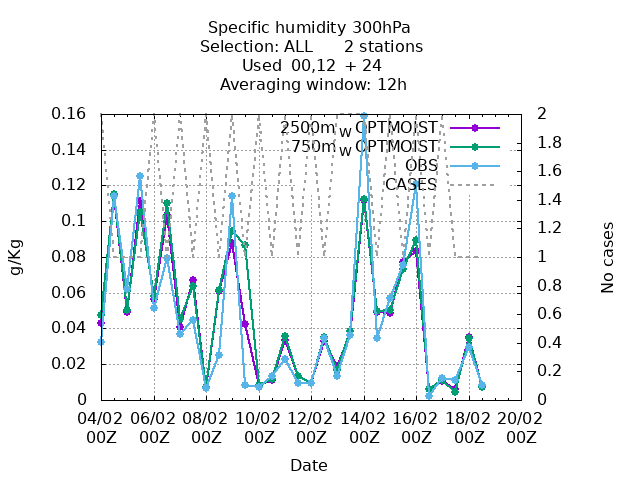 Specific humidity 300hPa
Selection: ALL 2 stations
Used 00,12 + 24
Averaging window: 12h
0.16
0.14
0.12
0.1
0.08
0.06
0.04
0.02
0
g/Kg
2500m_W OPTMOIST
750m_W OPTMOIST
OBS
CASES
2
1.8
1.6
1.4
1.2
1
0.8
0.6
0.4
0.2
0
No cases
04/02 06/02 08/02 10/02 12/02 14/02 16/02 18/02 20/02
00Z 00Z 00Z 00Z 00Z 00Z 00Z 00Z 00Z
Date